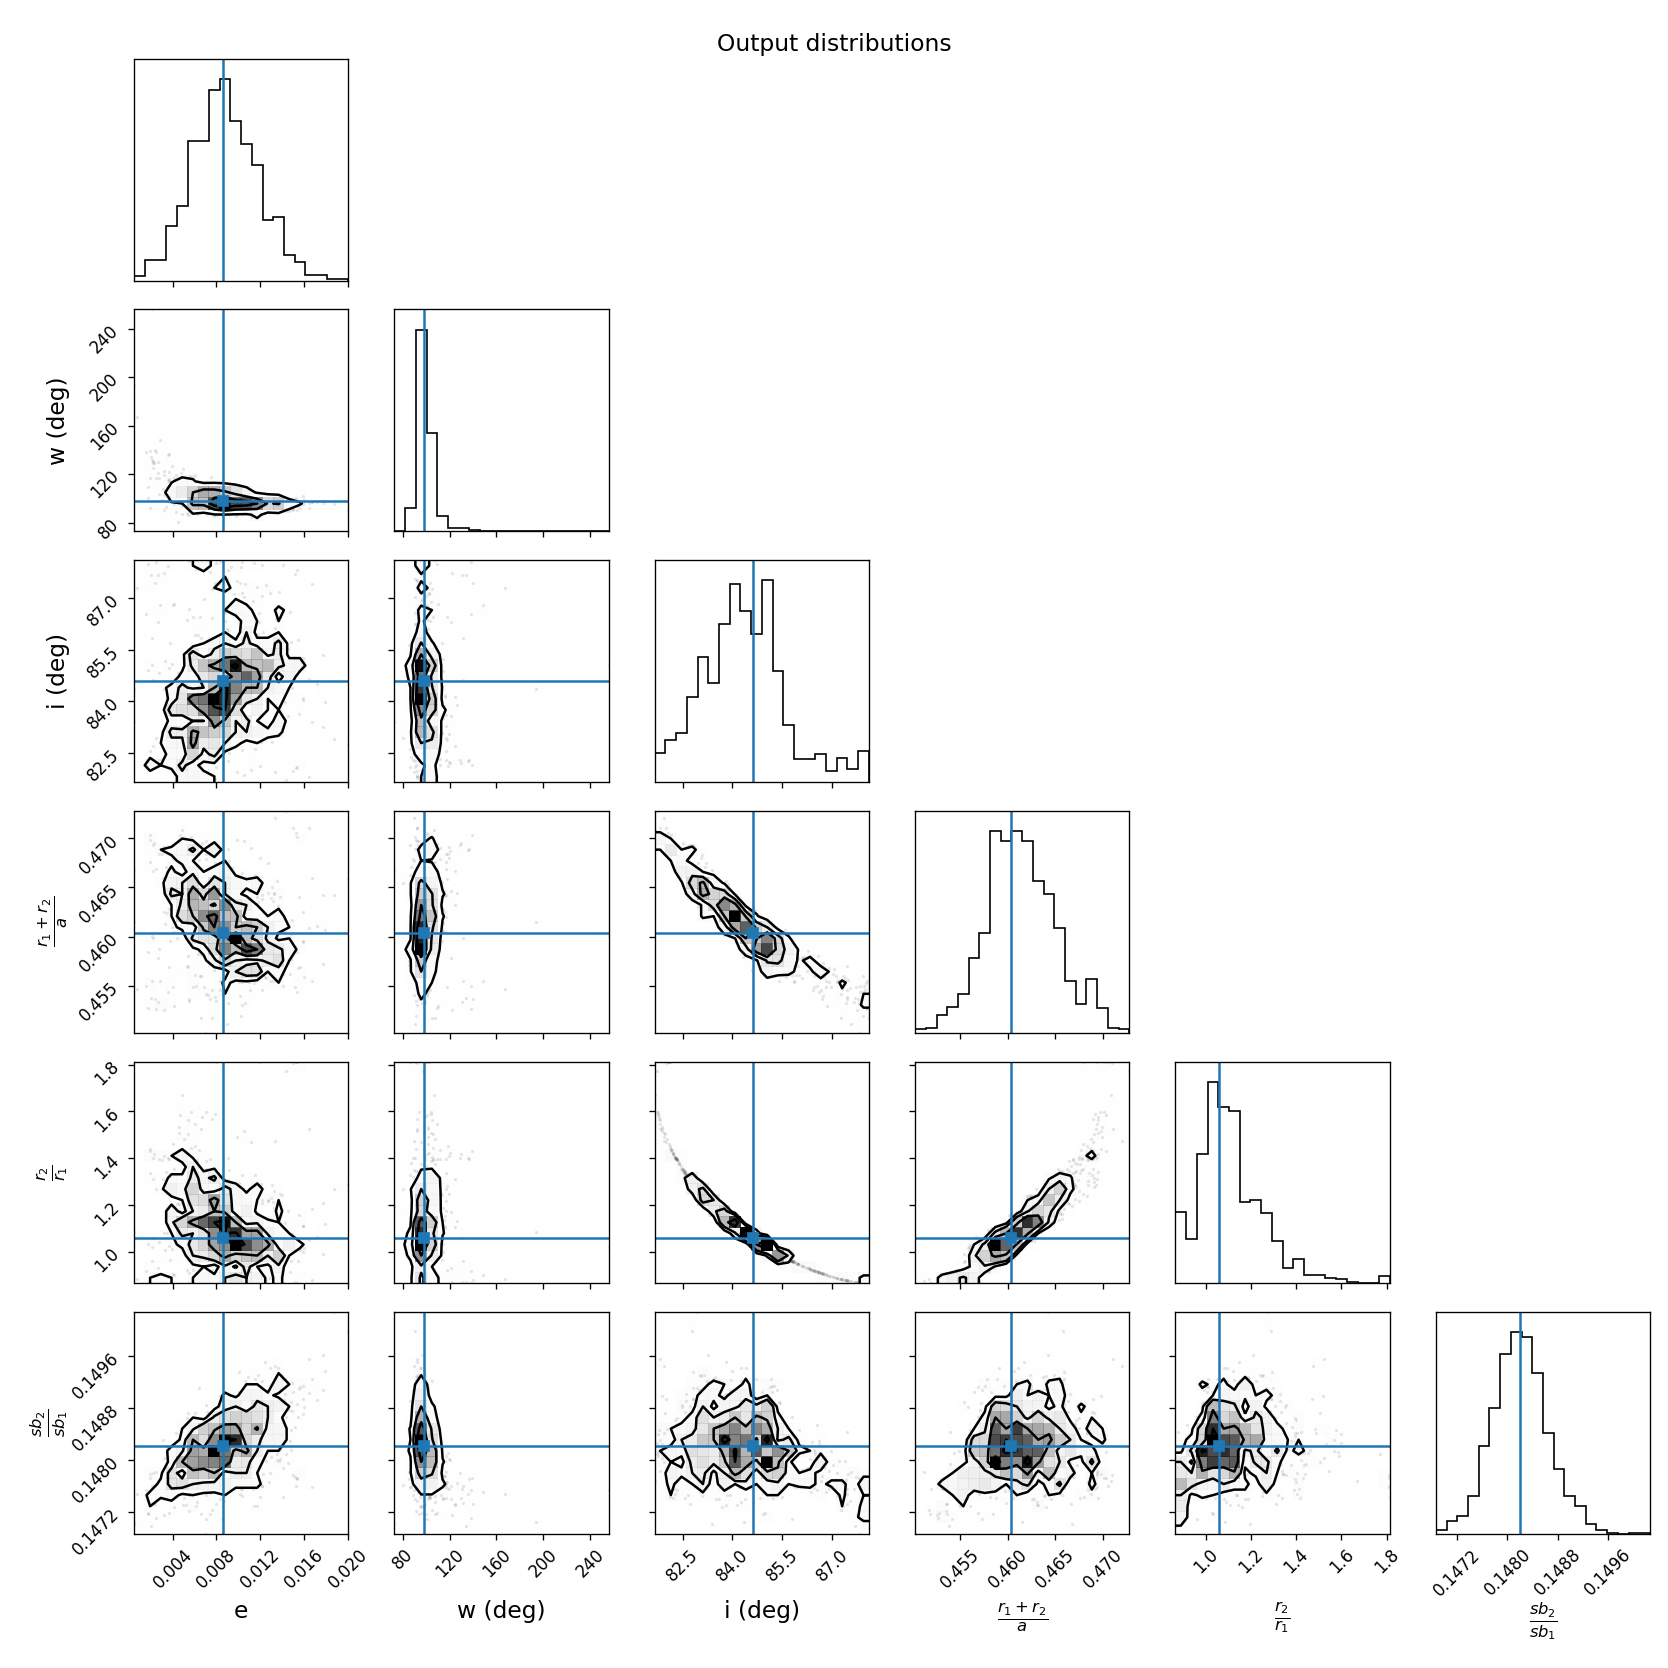 Output distributions
w (deg)
240
200
160
120
80
i (deg)
87.0
85.5
84.0
82.5
r₁ + r₂
a
0.470
0.465
0.460
0.455
r₂
r₁
1.8
1.6
1.4
1.2
1.0
sb₂
sb₁
0.1496
0.1488
0.1480
0.1472
0.004 0.008 0.012 0.016 0.020
80 120 160 200 240
82.5 84.0 85.5 87.0
0.455 0.460 0.465 0.470
1.0 1.2 1.4 1.6 1.8
0.1472 0.1480 0.1488 0.1496
e
w (deg)
i (deg)
r₁ + r₂
a
r₂
r₁
sb₂
sb₁